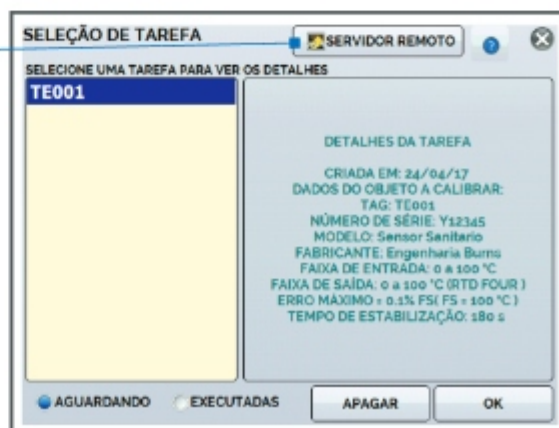 SELEÇÃO DE TAREFA
SERVIDOR REMOTO
?
SELECIONE UMA TAREFA PARA VER OS DETALHES
TE001
DETALHES DA TAREFA
CRIADA EM: 24/04/17
DADOS DO OBJETO A CALIBRAR:
TAG: TE001
NÚMERO DE SÉRIE: Y12345
MODELO: Sensor Sanitario
FABRICANTE: Engenharia Burns
FAIXA DE ENTRADA: 0 a 100 °C
FAIXA DE SAÍDA: 0 a 100 °C (RTD FOUR )
ERRO MÁXIMO = 0.1% FS( FS = 100 °C )
TEMPO DE ESTABILIZAÇÃO: 180 s
AGUARDANDO
EXECUTADAS
APAGAR
OK